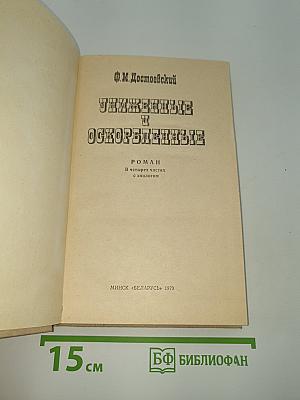 Ф. М. Достоевский
УНИЖЕННЫЕ
И
ОСКОРБЛЕННЫЕ
РОМАН
В четырех частях
с эпилогом
МИНСК «БЕЛАРУСЬ» 1979
15 см
БФ БИБЛИОФАН